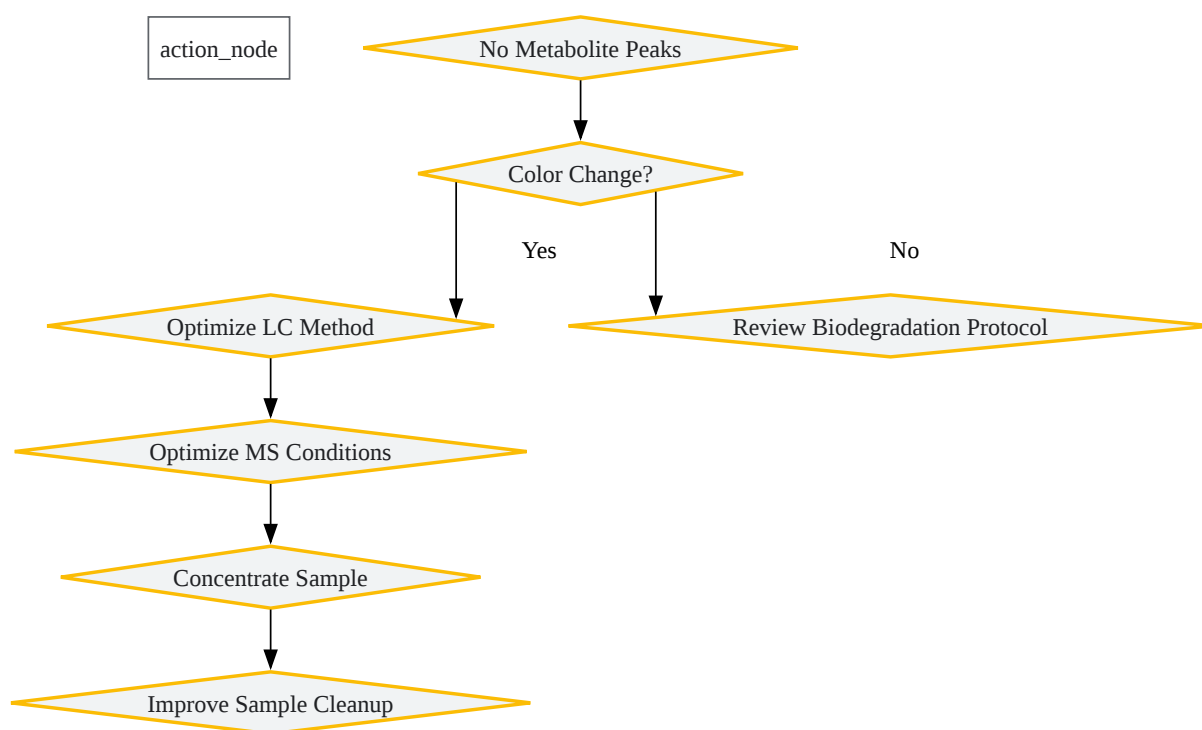 action_node
No Metabolite Peaks
Color Change?
Yes
No
Optimize LC Method
Review Biodegradation Protocol
Optimize MS Conditions
Concentrate Sample
Improve Sample Cleanup